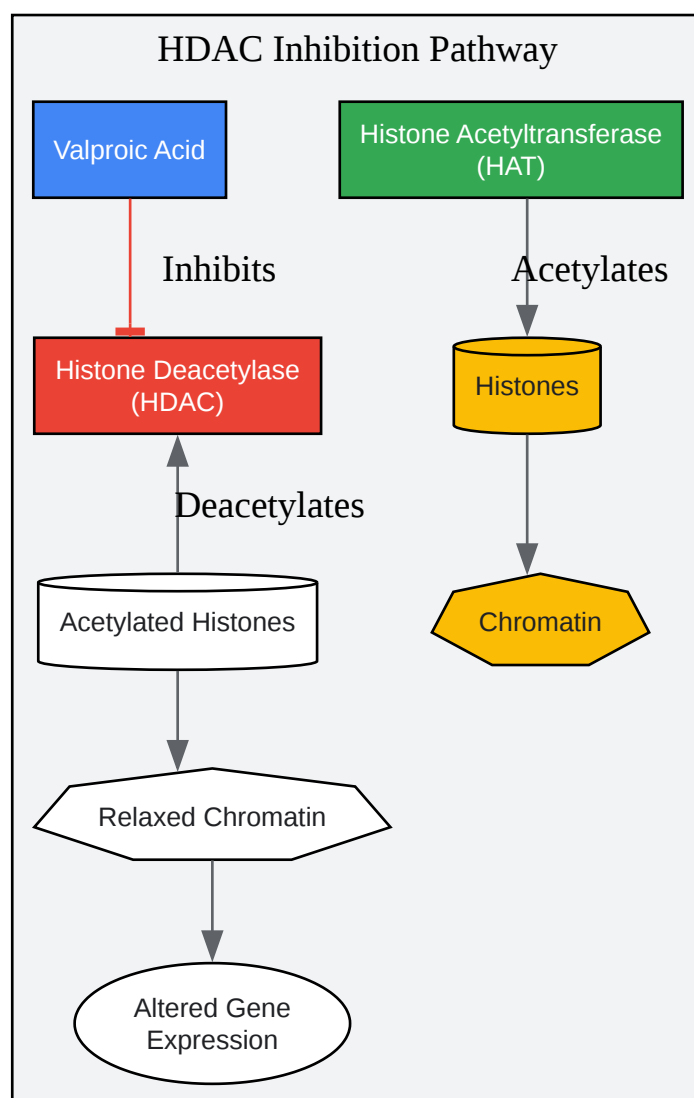 HDAC Inhibition Pathway
Valproic Acid
Histone Acetyltransferase
(HAT)
Inhibits
Acetylates
Histone Deacetylase
(HDAC)
Histones
Deacetylates
Acetylated Histones
Chromatin
Relaxed Chromatin
Altered Gene
Expression